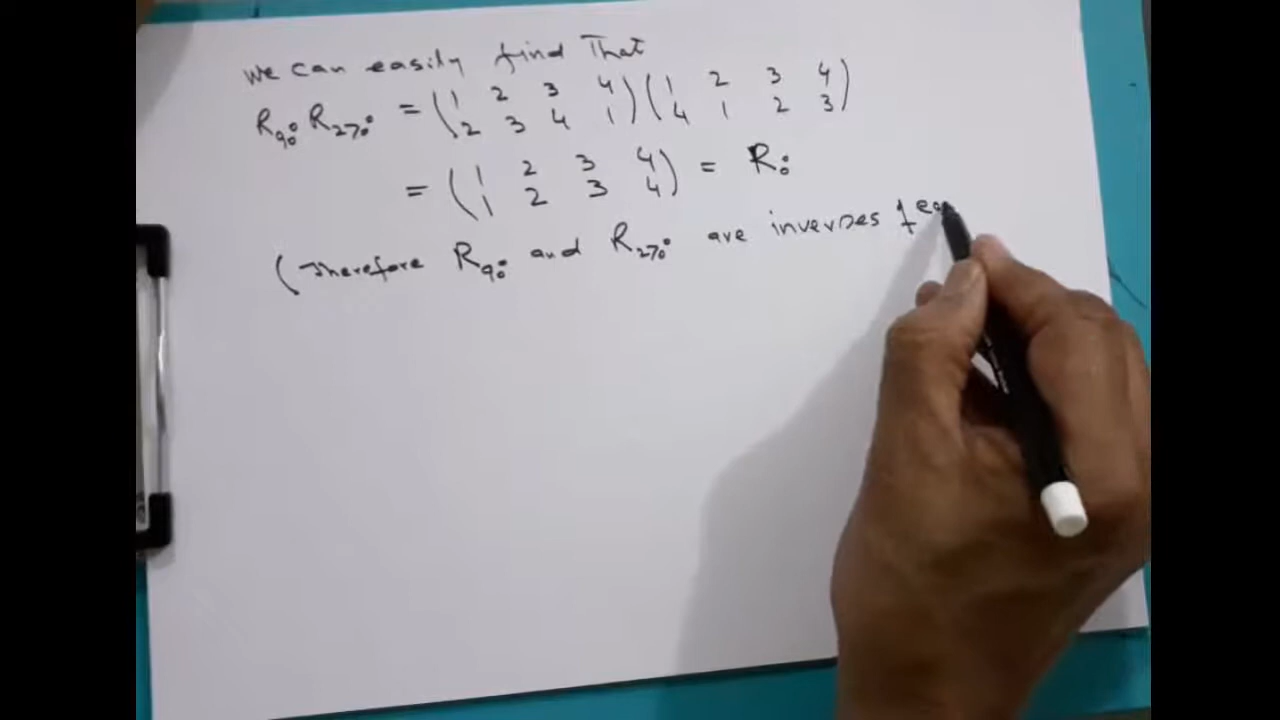 We can easily find That
R90° R270° = (1 2 3 4 / 2 3 4 1) (1 2 3 4 / 4 1 2 3)
= (1 2 3 4 / 1 2 3 4) = R0°
(Therefore R90° and R270° are inverses f